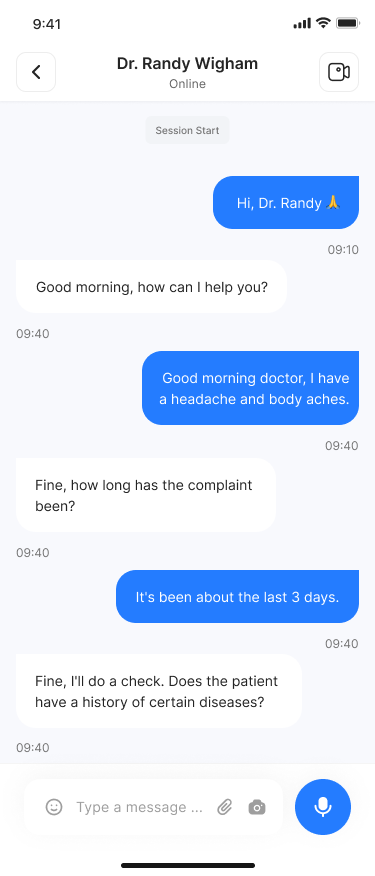 9:41
Dr. Randy Wigham
Online
Session Start
Hi, Dr. Randy 🙏
09:10
Good morning, how can I help you?
09:40
Good morning doctor, I have
a headache and body aches.
09:40
Fine, how long has the complaint
been?
09:40
It's been about the last 3 days.
09:40
Fine, I'll do a check. Does the patient
have a history of certain diseases?
09:40
Type a message ...